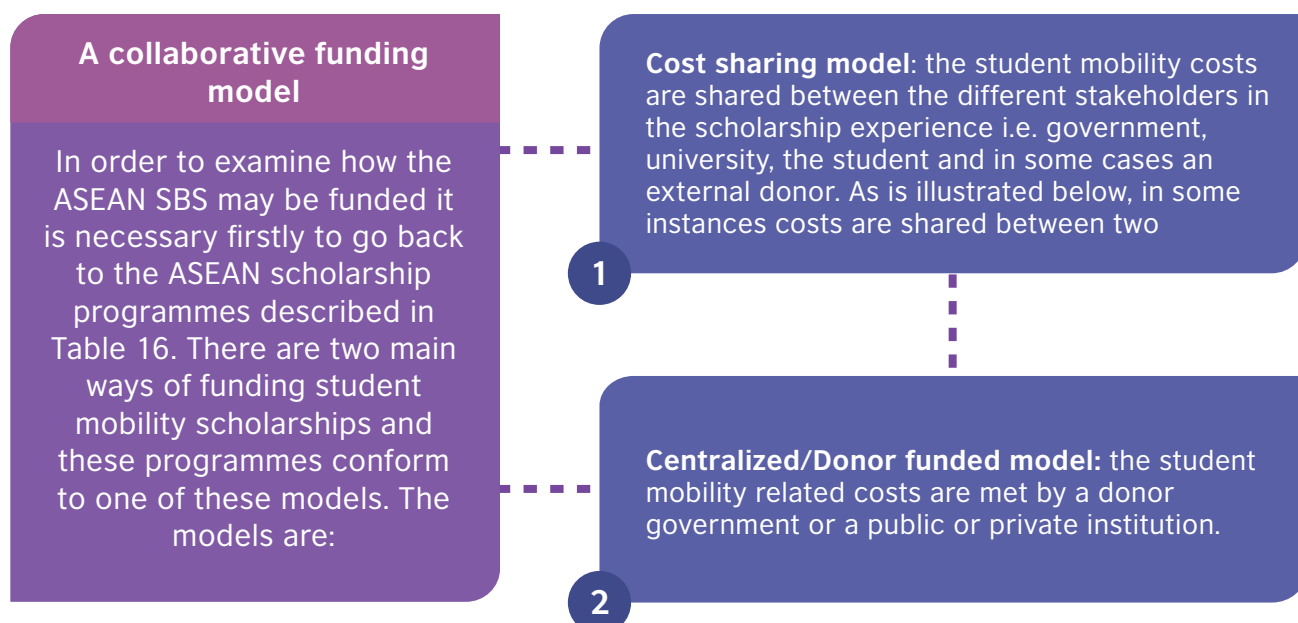 A collaborative funding
model
In order to examine how the
ASEAN SBS may be funded it
is necessary firstly to go back
to the ASEAN scholarship
programmes described in
Table 16. There are two main
ways of funding student
mobility scholarships and
these programmes conform
to one of these models. The
models are:
Cost sharing model: the student mobility costs
are shared between the different stakeholders in
the scholarship experience i.e. government,
university, the student and in some cases an
external donor. As is illustrated below, in some
instances costs are shared between two
1
Centralized/Donor funded model: the student
mobility related costs are met by a donor
government or a public or private institution.
2